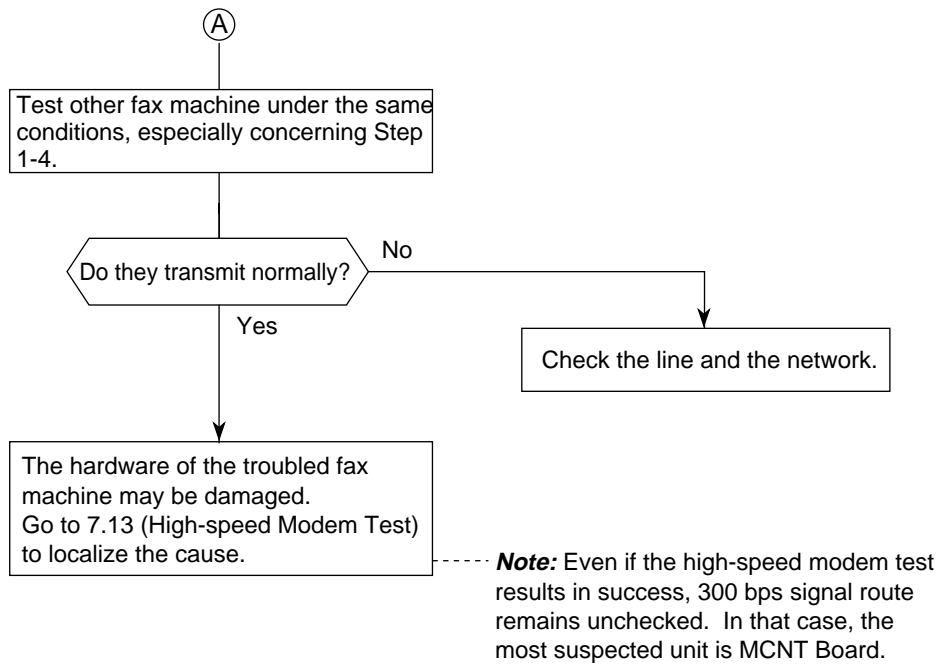 A
Test other fax machine under the same
conditions, especially concerning Step
1-4.
Do they transmit normally?
No
Yes
Check the line and the network.
The hardware of the troubled fax
machine may be damaged.
Go to 7.13 (High-speed Modem Test)
to localize the cause.
Note: Even if the high-speed modem test
results in success, 300 bps signal route
remains unchecked. In that case, the
most suspected unit is MCNT Board.